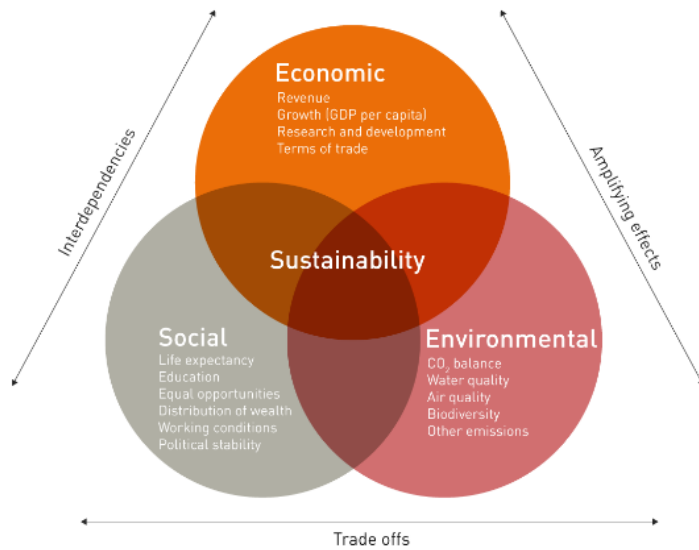 Economic
Revenue
Growth (GDP per capita)
Research and development
Terms of trade
Interdependencies
Amplifying effects
Sustainability
Social
Life expectancy
Education
Equal opportunities
Distribution of wealth
Working conditions
Political stability
Environmental
CO₂ balance
Water quality
Air quality
Biodiversity
Other emissions
Trade offs